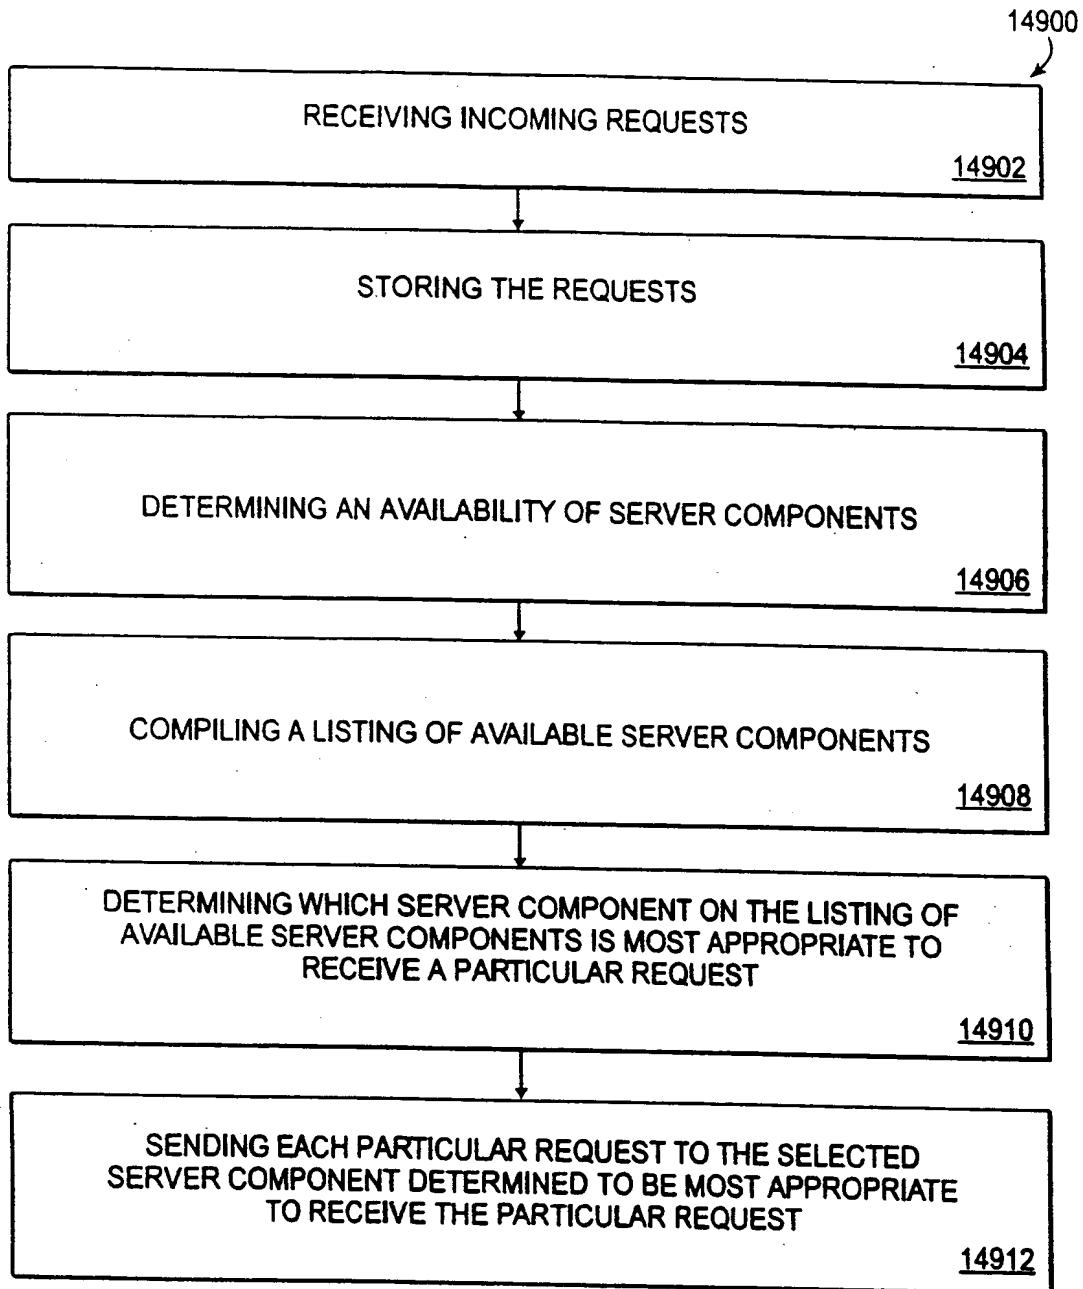 14900
RECEIVING INCOMING REQUESTS
14902
STORING THE REQUESTS
14904
DETERMINING AN AVAILABILITY OF SERVER COMPONENTS
14906
COMPILING A LISTING OF AVAILABLE SERVER COMPONENTS
14908
DETERMINING WHICH SERVER COMPONENT ON THE LISTING OF
AVAILABLE SERVER COMPONENTS IS MOST APPROPRIATE TO
RECEIVE A PARTICULAR REQUEST
14910
SENDING EACH PARTICULAR REQUEST TO THE SELECTED
SERVER COMPONENT DETERMINED TO BE MOST APPROPRIATE
TO RECEIVE THE PARTICULAR REQUEST
14912